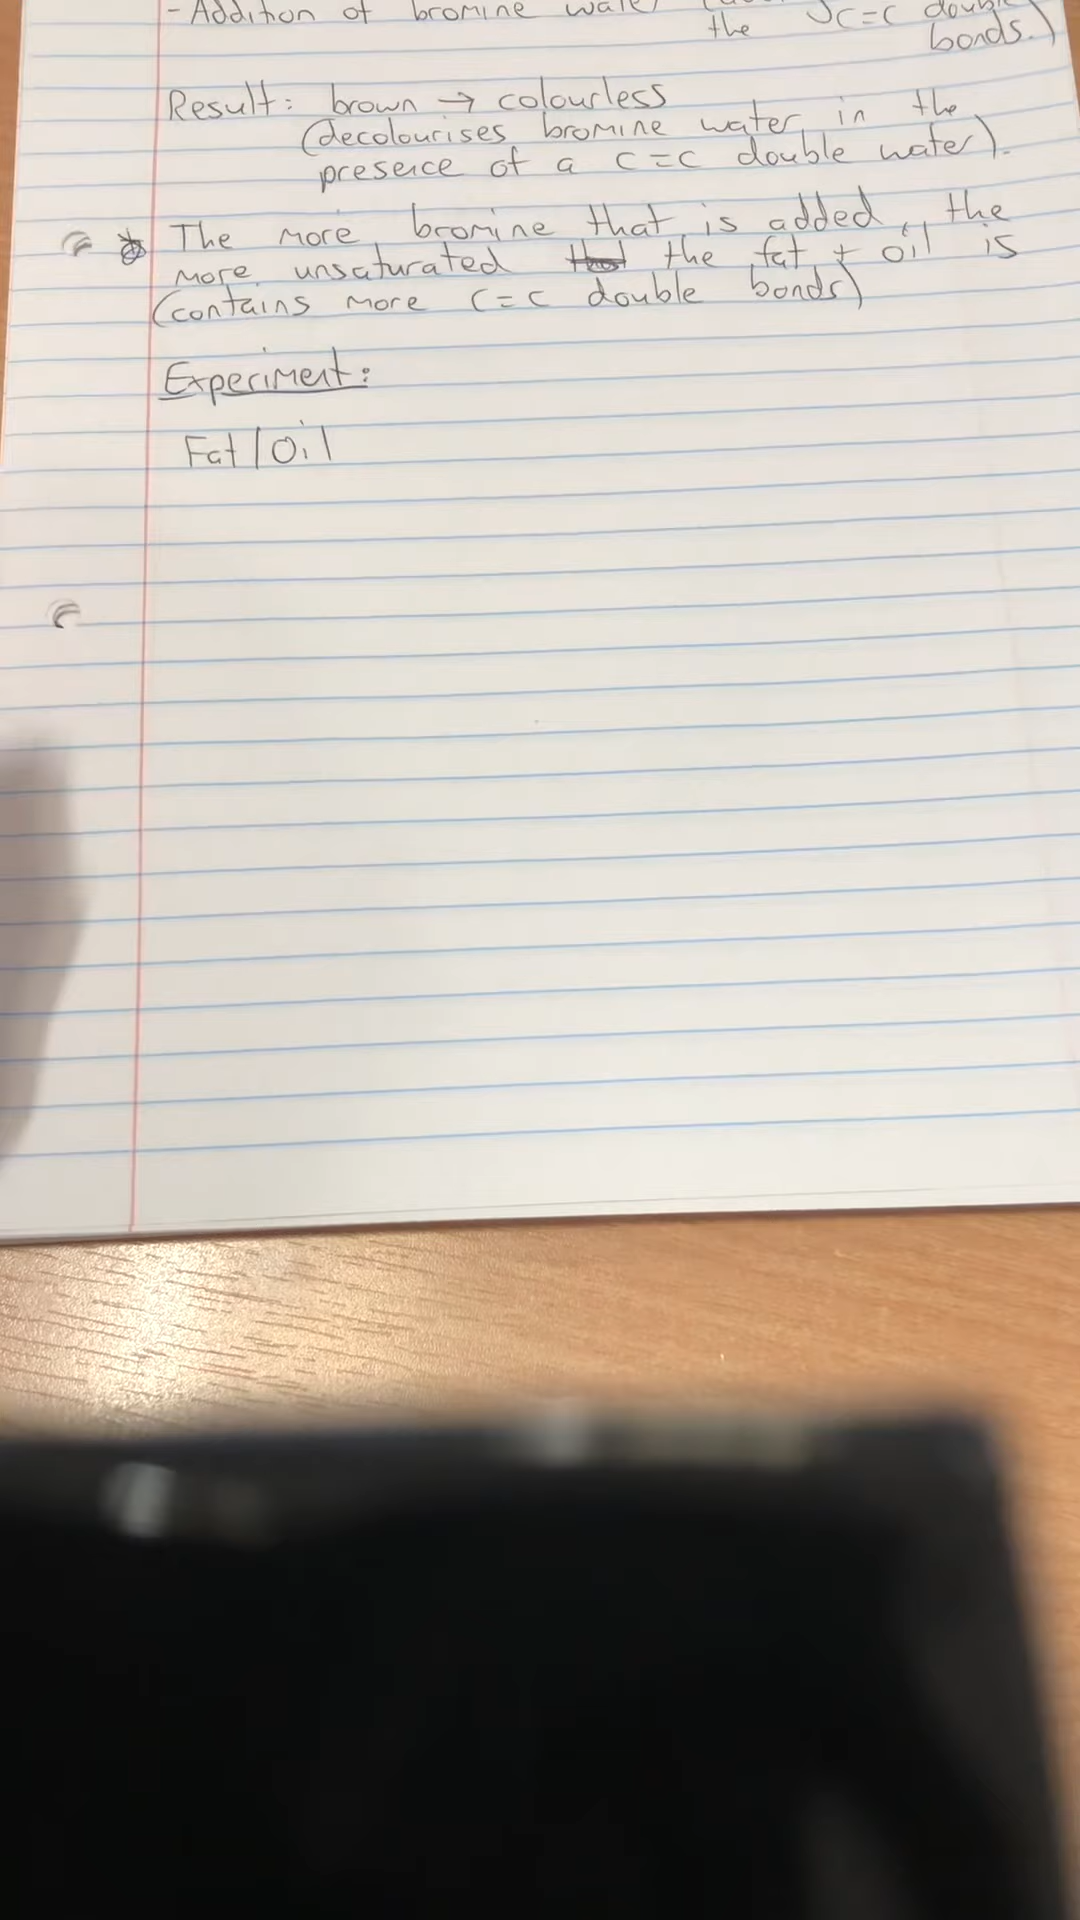 - Addition of bromine
the C=C double
bonds.)
Result: brown → colourless
(decolourises bromine water in the
presence of a C=C double water).
The more bromine that is added, the
more unsaturated the fat + oil is
(contains more C=C double bonds)
Experiment:
Fat/Oil